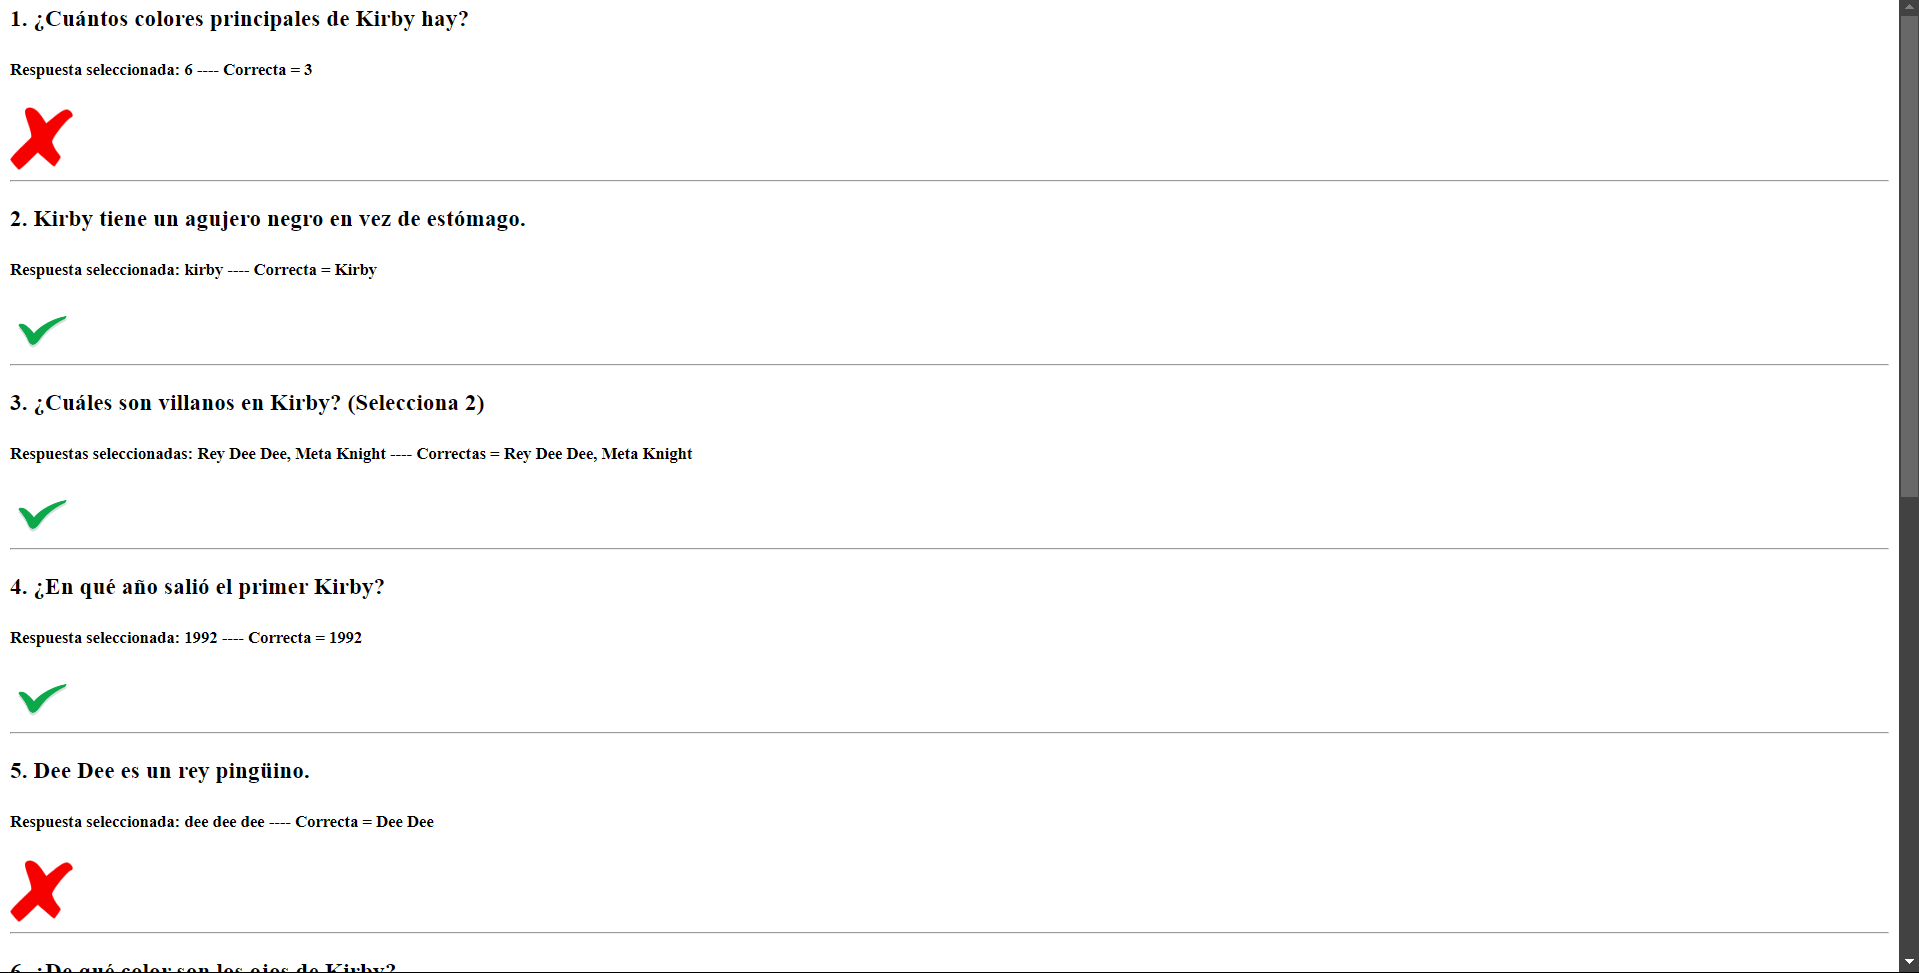 1. ¿Cuántos colores principales de Kirby hay?
Respuesta seleccionada: 6 ---- Correcta = 3
2. Kirby tiene un agujero negro en vez de estómago.
Respuesta seleccionada: kirby ---- Correcta = Kirby
3. ¿Cuáles son villanos en Kirby? (Selecciona 2)
Respuestas seleccionadas: Rey Dee Dee, Meta Knight ---- Correctas = Rey Dee Dee, Meta Knight
4. ¿En qué año salió el primer Kirby?
Respuesta seleccionada: 1992 ---- Correcta = 1992
5. Dee Dee es un rey pingüino.
Respuesta seleccionada: dee dee dee ---- Correcta = Dee Dee
6. ¿De qué color son los ojos de Kirby?